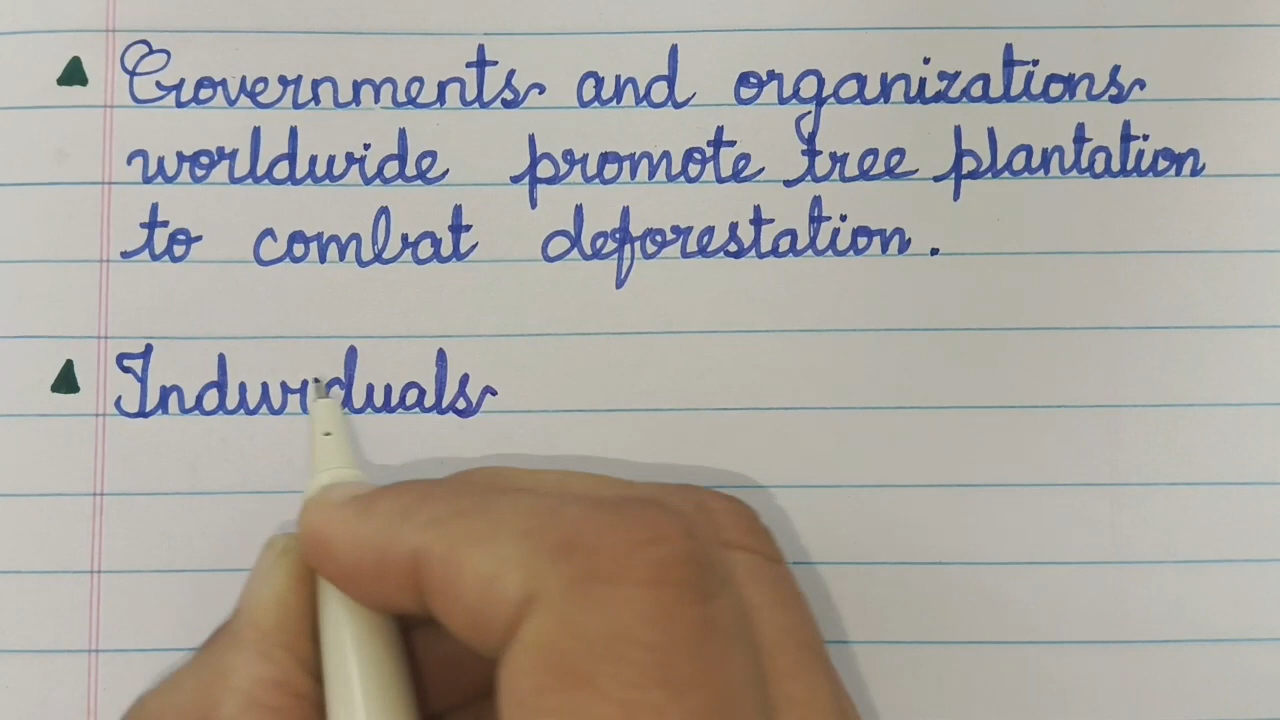 Governments and organizations
worldwide promote tree plantation
to combat deforestation.
Individuals